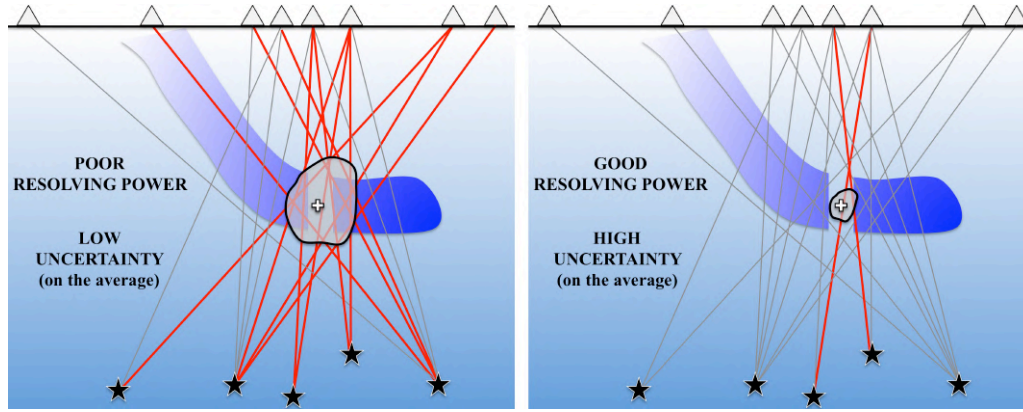 POOR
RESOLVING POWER
LOW
UNCERTAINTY
(on the average)
GOOD
RESOLVING POWER
HIGH
UNCERTAINTY
(on the average)